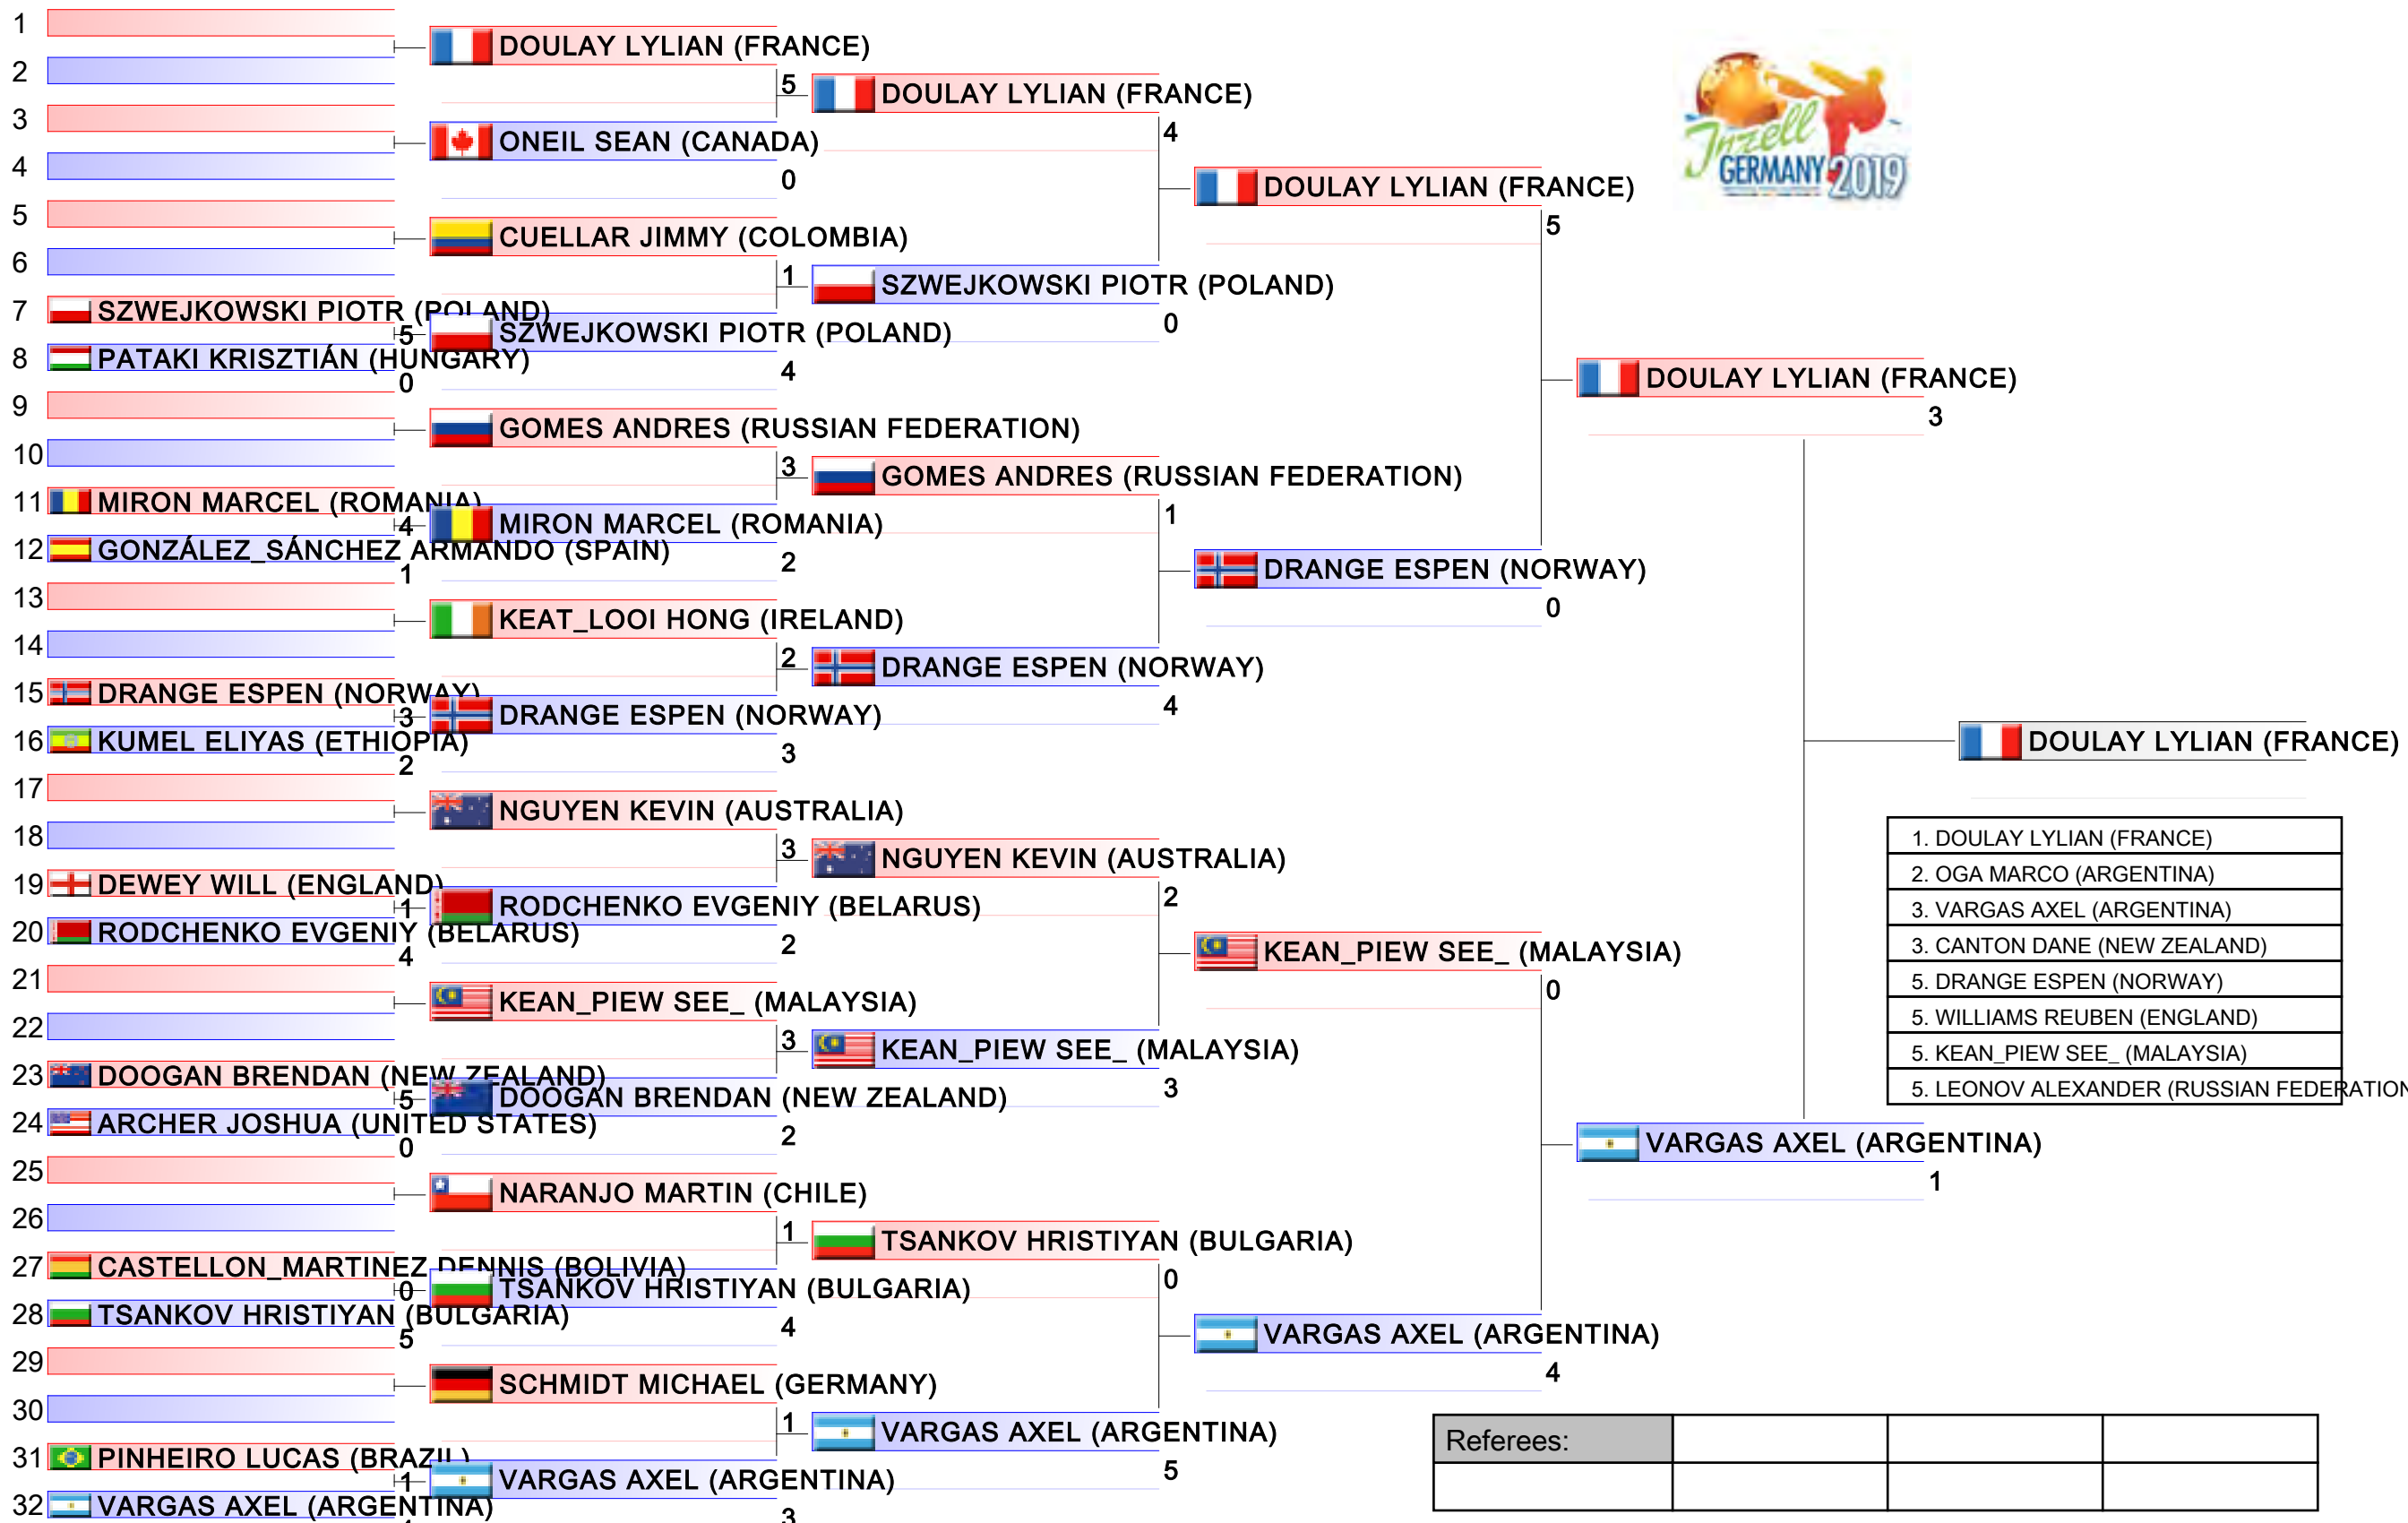 1
2
3
4
5
6
7 SZWEJKOWSKI PIOTR (POLAND)
5
8 PATAKI KRISZTIÁN (HUNGARY)
0
9
10
11 MIRON MARCEL (ROMANIA)
4
12 GONZÁLEZ_SÁNCHEZ ARMANDO (SPAIN)
1
13
14
15 DRANGE ESPEN (NORWAY)
3
16 KUMEL ELIYAS (ETHIOPIA)
2
17
18
19 DEWEY WILL (ENGLAND)
1
20 RODCHENKO EVGENIY (BELARUS)
4
21
22
23 DOOGAN BRENDAN (NEW ZEALAND)
5
24 ARCHER JOSHUA (UNITED STATES)
0
25
26
27 CASTELLON_MARTINEZ DENNIS (BOLIVIA)
0
28 TSANKOV HRISTIYAN (BULGARIA)
5
29
30
31 PINHEIRO LUCAS (BRAZIL)
1
32 VARGAS AXEL (ARGENTINA)
DOULAY LYLIAN (FRANCE)
5
ONEIL SEAN (CANADA)
0
CUELLAR JIMMY (COLOMBIA)
1
SZWEJKOWSKI PIOTR (POLAND)
4
GOMES ANDRES (RUSSIAN FEDERATION)
3
MIRON MARCEL (ROMANIA)
2
KEAT_LOOI HONG (IRELAND)
2
DRANGE ESPEN (NORWAY)
3
NGUYEN KEVIN (AUSTRALIA)
3
RODCHENKO EVGENIY (BELARUS)
2
KEAN_PIEW SEE_ (MALAYSIA)
3
DOOGAN BRENDAN (NEW ZEALAND)
2
NARANJO MARTIN (CHILE)
1
TSANKOV HRISTIYAN (BULGARIA)
4
SCHMIDT MICHAEL (GERMANY)
1
VARGAS AXEL (ARGENTINA)
3
DOULAY LYLIAN (FRANCE)
4
SZWEJKOWSKI PIOTR (POLAND)
0
GOMES ANDRES (RUSSIAN FEDERATION)
1
DRANGE ESPEN (NORWAY)
4
NGUYEN KEVIN (AUSTRALIA)
2
KEAN_PIEW SEE_ (MALAYSIA)
3
TSANKOV HRISTIYAN (BULGARIA)
0
VARGAS AXEL (ARGENTINA)
5
DOULAY LYLIAN (FRANCE)
5
DRANGE ESPEN (NORWAY)
0
KEAN_PIEW SEE_ (MALAYSIA)
0
VARGAS AXEL (ARGENTINA)
4
DOULAY LYLIAN (FRANCE)
3
VARGAS AXEL (ARGENTINA)
1
DOULAY LYLIAN (FRANCE)
Inzell
GERMANY 2019
1. DOULAY LYLIAN (FRANCE)
2. OGA MARCO (ARGENTINA)
3. VARGAS AXEL (ARGENTINA)
3. CANTON DANE (NEW ZEALAND)
5. DRANGE ESPEN (NORWAY)
5. WILLIAMS REUBEN (ENGLAND)
5. KEAN_PIEW SEE_ (MALAYSIA)
5. LEONOV ALEXANDER (RUSSIAN FEDERATION
Referees: